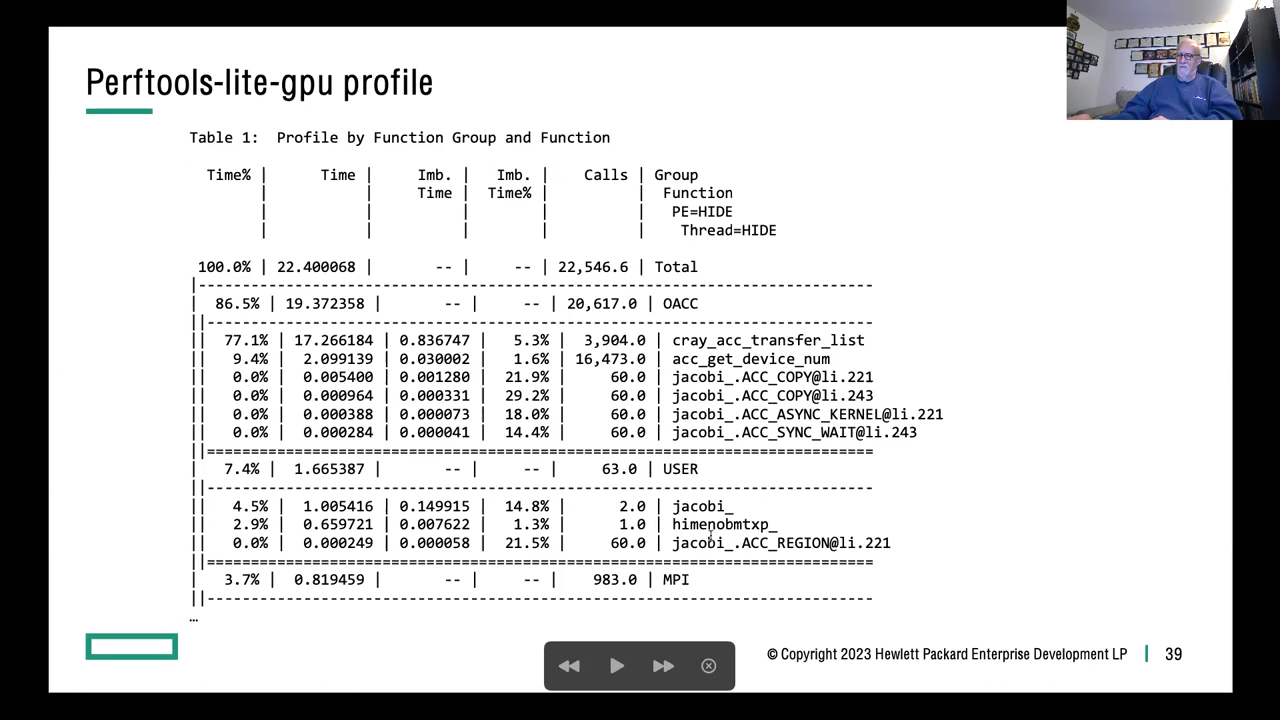 Perftools-lite-gpu profile
Table 1:  Profile by Function Group and Function
Time% |      Time |     Imb. |  Imb. |    Calls | Group
      |           |     Time | Time% |          |  Function
      |           |          |       |          |   PE=HIDE
      |           |          |       |          |    Thread=HIDE
100.0% | 22.400068 |       -- |    -- | 22,546.6 | Total
|---------------------------------------------------------------------------
|  86.5% | 19.372358 |       -- |    -- | 20,617.0 | OACC
||--------------------------------------------------------------------------
||  77.1% | 17.266184 | 0.836747 |  5.3% |  3,904.0 | cray_acc_transfer_list
||   9.4% |  2.099139 | 0.030002 |  1.6% | 16,473.0 | acc_get_device_num
||   0.0% |  0.005400 | 0.001280 | 21.9% |     60.0 | jacobi_.ACC_COPY@li.221
||   0.0% |  0.000964 | 0.000331 | 29.2% |     60.0 | jacobi_.ACC_COPY@li.243
||   0.0% |  0.000388 | 0.000073 | 18.0% |     60.0 | jacobi_.ACC_ASYNC_KERNEL@li.221
||   0.0% |  0.000284 | 0.000041 | 14.4% |     60.0 | jacobi_.ACC_SYNC_WAIT@li.243
||==========================================================================
|   7.4% |  1.665387 |       -- |    -- |     63.0 | USER
||--------------------------------------------------------------------------
||   4.5% |  1.005416 | 0.149915 | 14.8% |      2.0 | jacobi_
||   2.9% |  0.659721 | 0.007622 |  1.3% |      1.0 | himenobmtxp_
||   0.0% |  0.000249 | 0.000058 | 21.5% |     60.0 | jacobi_.ACC_REGION@li.221
||==========================================================================
|   3.7% |  0.819459 |       -- |    -- |    983.0 | MPI
||--------------------------------------------------------------------------
…
© Copyright 2023 Hewlett Packard Enterprise Development LP | 39